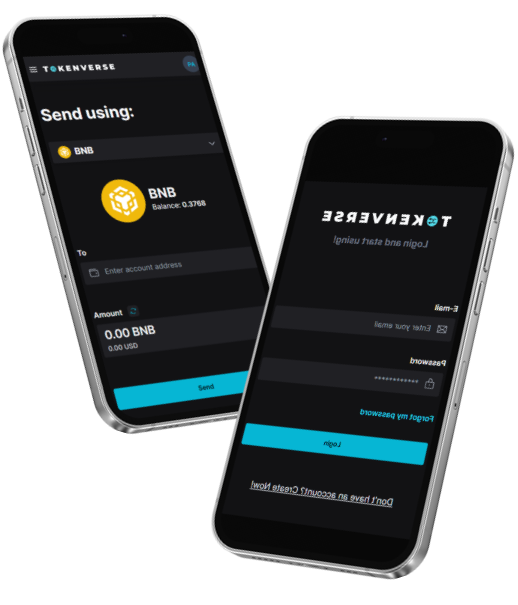 TOKENVERSE
PA
Send using:
BNB
BNB
Balance: 0.3768
To
Enter account address
Amount
0.00 BNB
0.00 USD
Send
TOKENVERSE
Login and start using!
E-mail
Enter your email
Password
************
Forgot my password
Login
Don't have an account? Create Now!